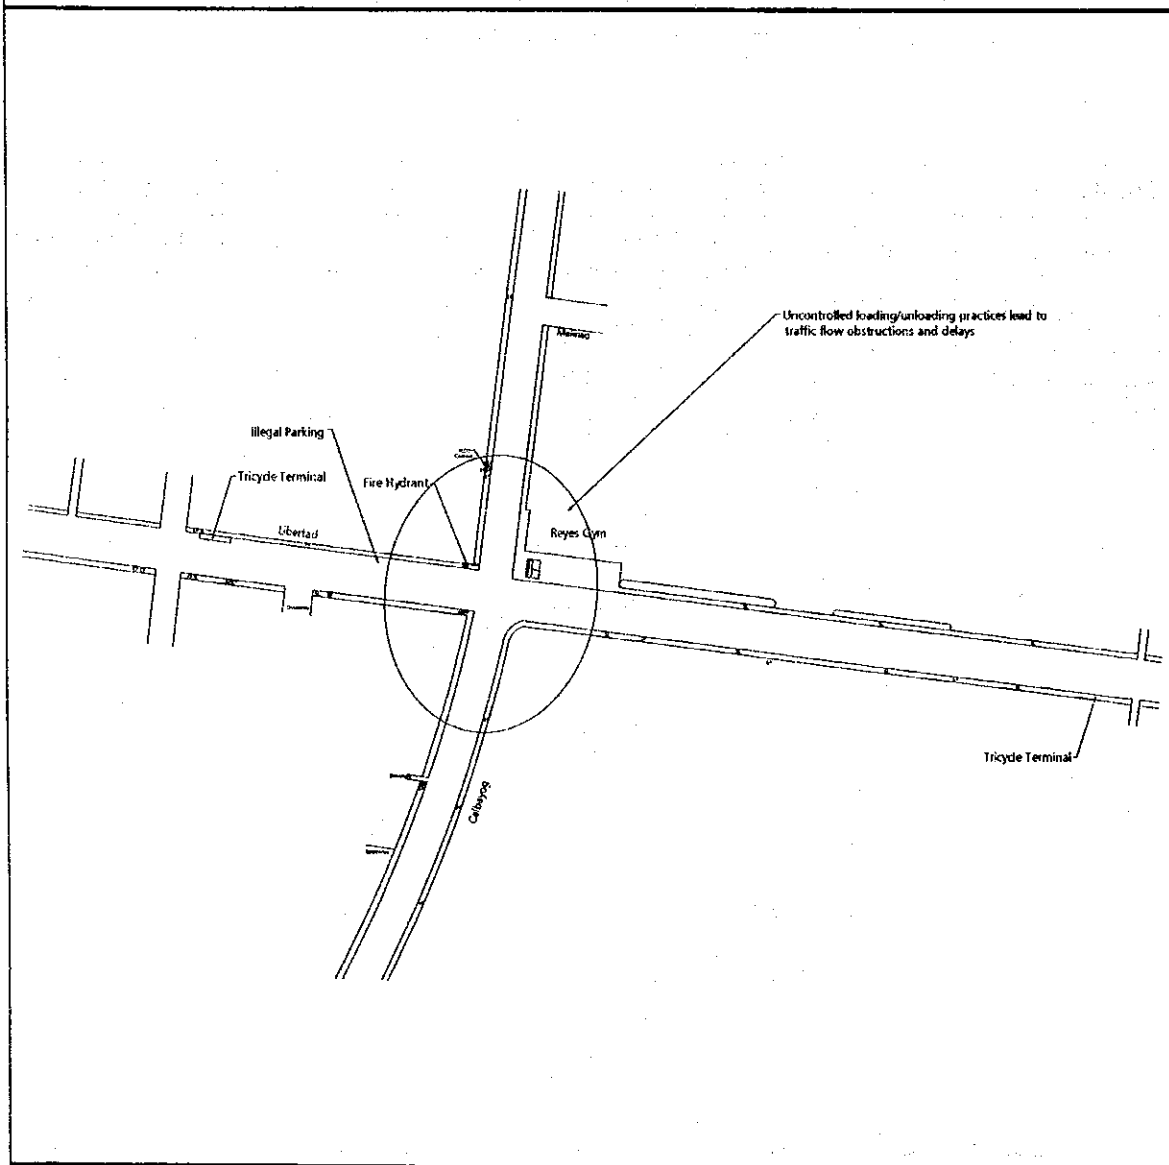 Uncontrolled loading/unloading practices lead to
traffic flow obstructions and delays
Illegal Parking
Tricycle Terminal
Fire Hydrant
Libertad
Reyes Gym
Tricycle Terminal
Calbayog